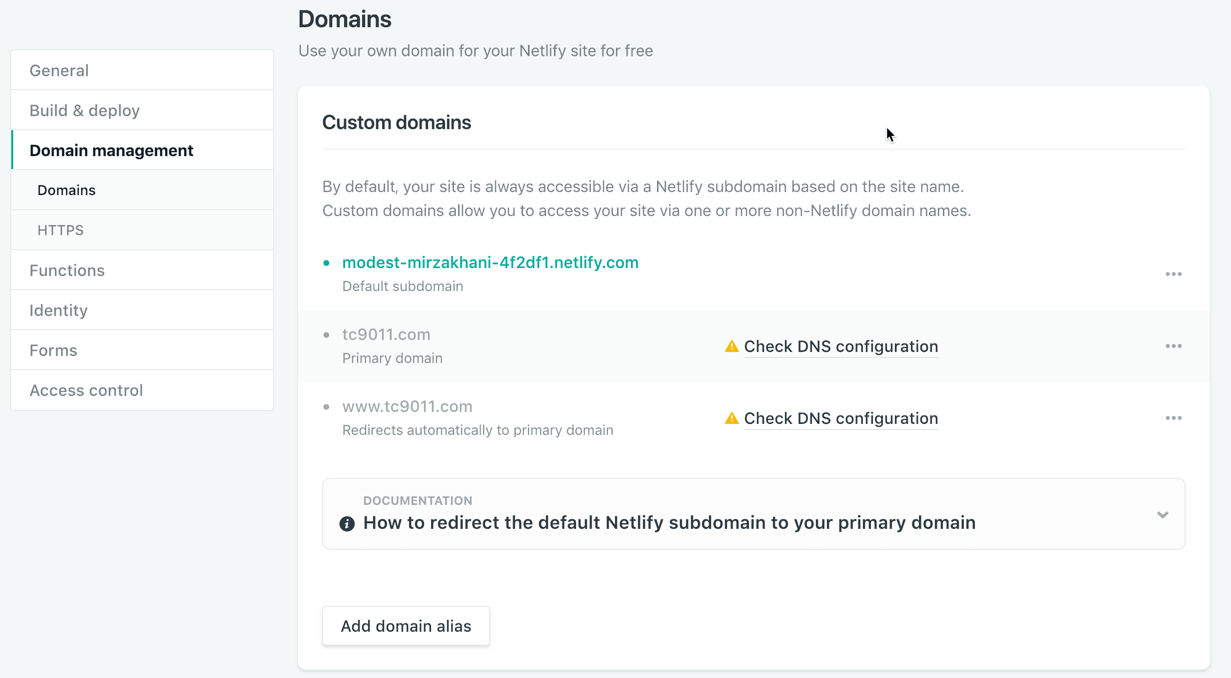 Domains
Use your own domain for your Netlify site for free
General
Build & deploy
Domain management
Domains
HTTPS
Functions
Identity
Forms
Access control
Custom domains
By default, your site is always accessible via a Netlify subdomain based on the site name.
Custom domains allow you to access your site via one or more non-Netlify domain names.
modest-mirzakhani-4f2df1.netlify.com
Default subdomain
tc9011.com
Primary domain
Check DNS configuration
www.tc9011.com
Redirects automatically to primary domain
Check DNS configuration
DOCUMENTATION
How to redirect the default Netlify subdomain to your primary domain
Add domain alias